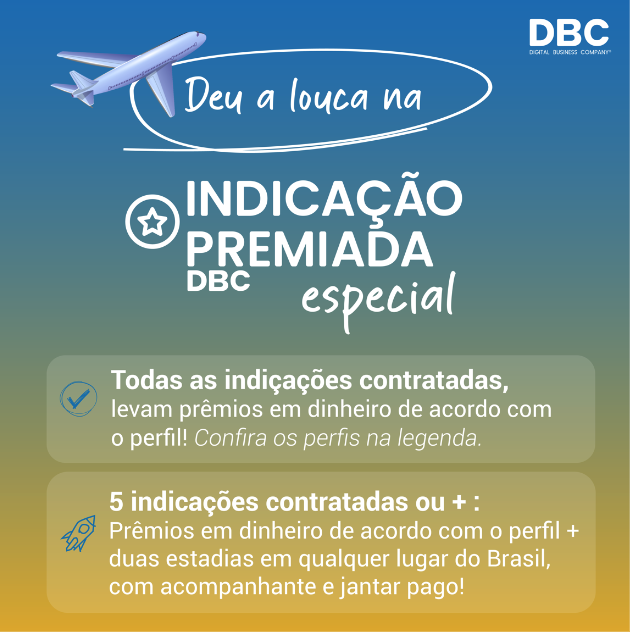 DBC
DIGITAL BUSINESS COMPANY
Deu a louca na
INDICAÇÃO
PREMIADA
DBC
especial
Todas as indiçações contratadas,
levam prêmios em dinheiro de acordo com
o perfil! Confira os perfis na legenda.
5 indicações contratadas ou + :
Prêmios em dinheiro de acordo com o perfil +
duas estadias em qualquer lugar do Brasil,
com acompanhante e jantar pago!